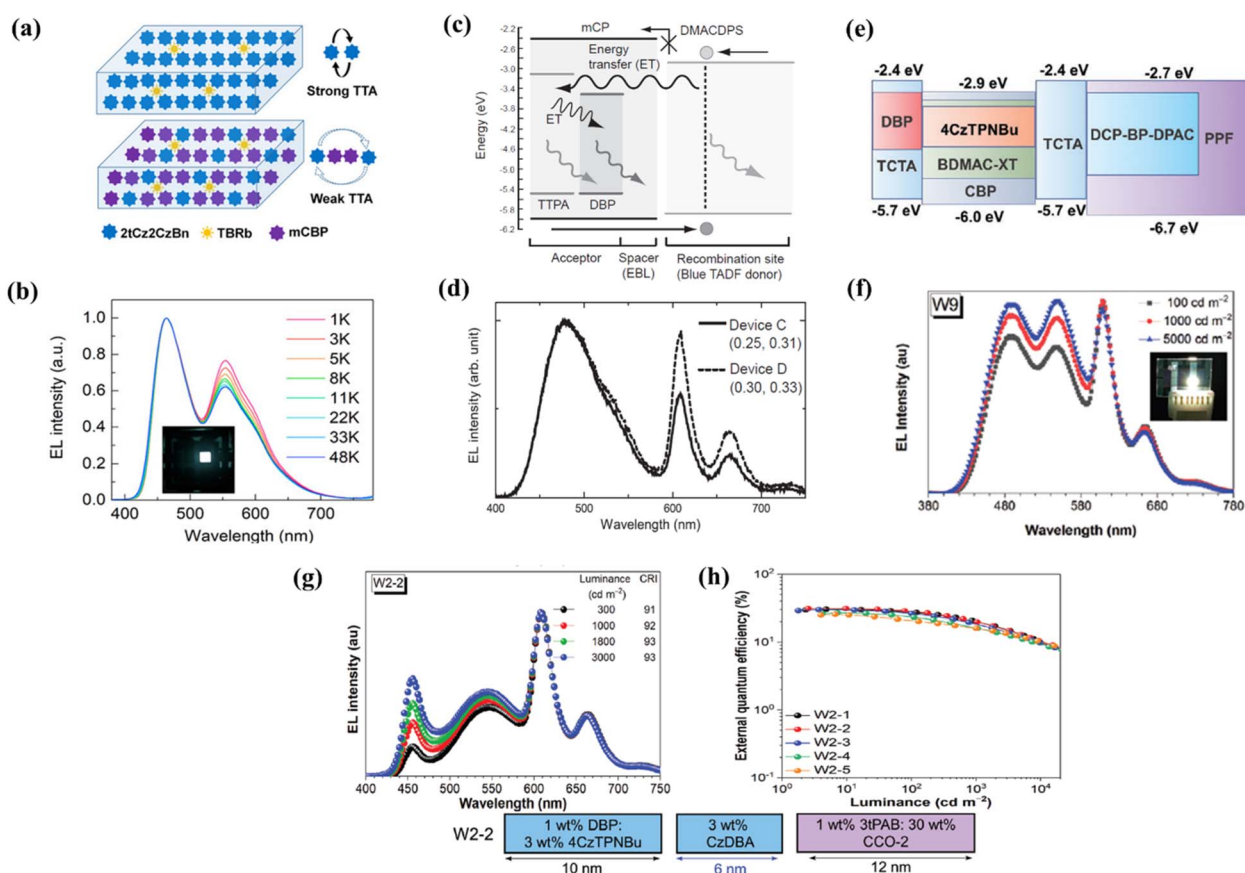 (a)
Strong TTA
Weak TTA
2tCz2CzBn
TBRb
mCBP
(b)
EL intensity (a.u.)
1.0
0.8
0.6
0.4
0.2
0.0
400
500
600
700
Wavelength (nm)
1K
3K
5K
8K
11K
22K
33K
48K
(c)
Energy (eV)
-2.2
-2.6
-3.0
-3.4
-3.8
-4.2
-4.6
-5.0
-5.4
-5.8
-6.2
mCP
DMACDPS
Energy
transfer (ET)
ET
TTPA
DBP
Acceptor
Spacer
(EBL)
Recombination site
(Blue TADF donor)
(d)
EL intensity (arb. unit)
Device C
(0.25, 0.31)
Device D
(0.30, 0.33)
400
500
600
700
Wavelength (nm)
(e)
-2.4 eV
-2.9 eV
-2.4 eV
-2.7 eV
DBP
4CzTPNBu
TCTA
BDMAC-XT
CBP
TCTA
DCP-BP-DPAC
PPF
-5.7 eV
-6.0 eV
-5.7 eV
-6.7 eV
(f)
W9
100 cd m⁻²
1000 cd m⁻²
5000 cd m⁻²
EL Intensity (au)
380
480
580
680
780
Wavelength (nm)
(g)
W2-2
Luminance CRI
(cd m⁻²)
300 91
1000 92
1800 93
3000 93
EL intensity (au)
400 450 500 550 600 650 700 750
Wavelength (nm)
(h)
External quantum efficiency (%)
10²
10¹
10⁰
10⁻¹
W2-1
W2-2
W2-3
W2-4
W2-5
10⁰
10¹
10²
10³
10⁴
Luminance (cd m⁻²)
W2-2
1 wt% DBP:
3 wt% 4CzTPNBu
3 wt%
CzDBA
1 wt% 3tPAB: 30 wt%
CCO-2
10 nm
6 nm
12 nm